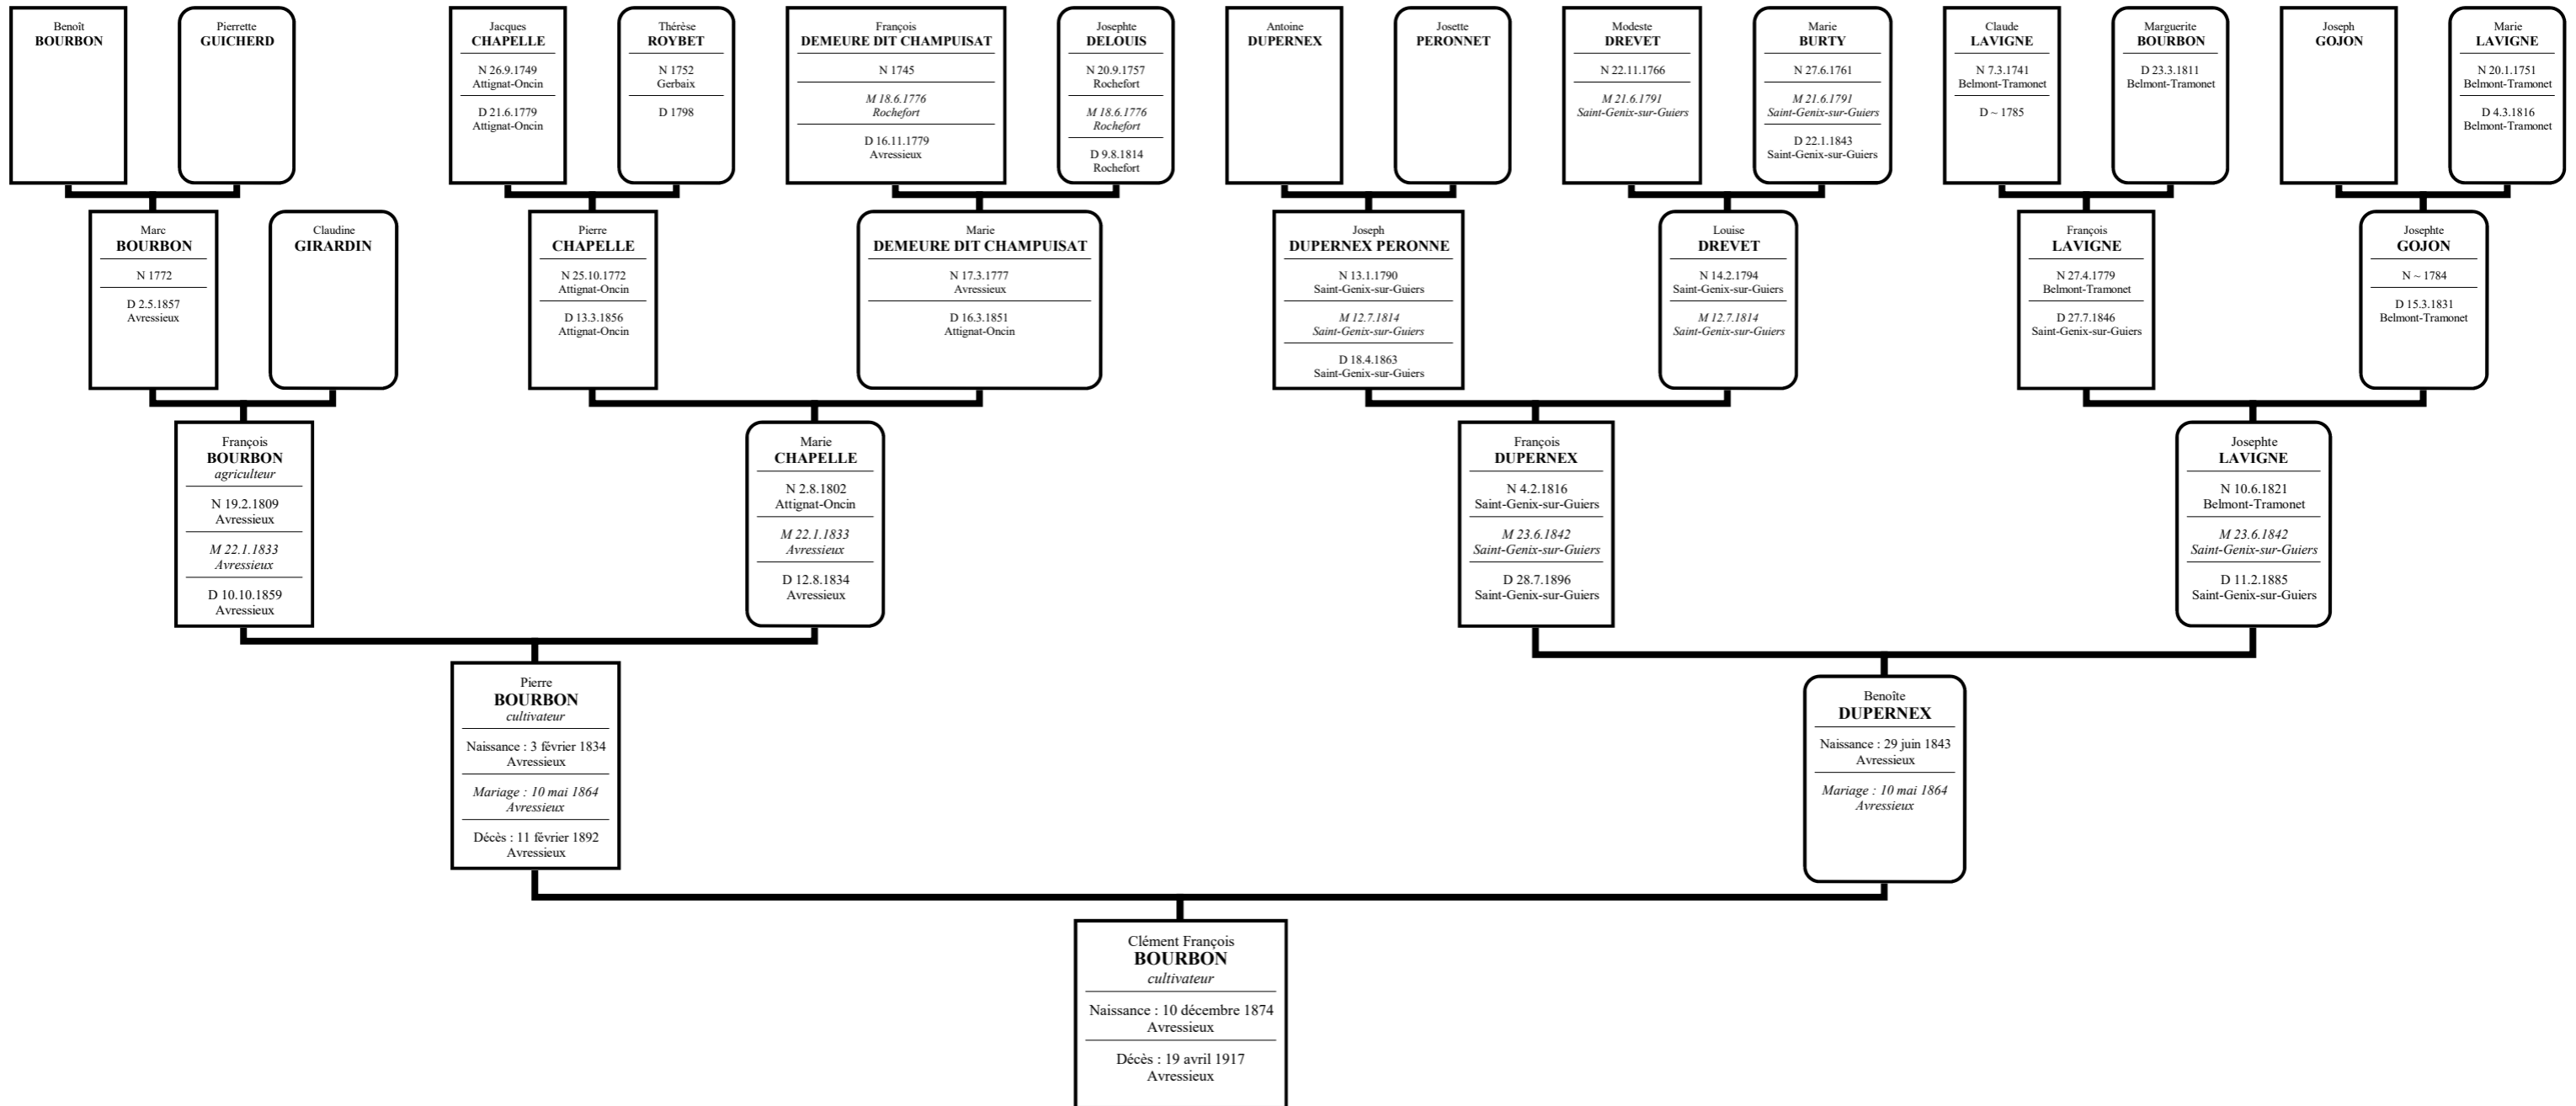 Benoît
BOURBON
Pierrette
GUICHERD
Jacques
CHAPELLE
N 26.9.1749
Attignat-Oncin
D 21.6.1779
Attignat-Oncin
Thérèse
ROYBET
N 1752
Gerbaix
D 1798
François
DEMEURE DIT CHAMPUISAT
N 1745
M 18.6.1776
Rochefort
D 16.11.1779
Avressieux
Josephte
DELOUIS
N 20.9.1757
Rochefort
M 18.6.1776
Rochefort
D 9.8.1814
Rochefort
Antoine
DUPERNEX
Josette
PERONNET
Modeste
DREVET
N 22.11.1766
M 21.6.1791
Saint-Genix-sur-Guiers
Marie
BURTY
N 27.6.1761
M 21.6.1791
Saint-Genix-sur-Guiers
D 22.1.1843
Saint-Genix-sur-Guiers
Claude
LAVIGNE
N 7.3.1741
Belmont-Tramonet
D ~ 1785
Marguerite
BOURBON
D 23.3.1811
Belmont-Tramonet
Joseph
GOJON
Marie
LAVIGNE
N 20.1.1751
Belmont-Tramonet
D 4.3.1816
Belmont-Tramonet
Marc
BOURBON
N 1772
D 2.5.1857
Avressieux
Claudine
GIRARDIN
Pierre
CHAPELLE
N 25.10.1772
Attignat-Oncin
D 13.3.1856
Attignat-Oncin
Marie
DEMEURE DIT CHAMPUISAT
N 17.3.1777
Avressieux
D 16.3.1851
Attignat-Oncin
Joseph
DUPERNEX PERONNE
N 13.1.1790
Saint-Genix-sur-Guiers
M 12.7.1814
Saint-Genix-sur-Guiers
D 18.4.1863
Saint-Genix-sur-Guiers
Louise
DREVET
N 14.2.1794
Saint-Genix-sur-Guiers
M 12.7.1814
Saint-Genix-sur-Guiers
François
LAVIGNE
N 27.4.1779
Belmont-Tramonet
D 27.7.1846
Saint-Genix-sur-Guiers
Josephte
GOJON
N ~ 1784
D 15.3.1831
Belmont-Tramonet
François
BOURBON
agriculteur
N 19.2.1809
Avressieux
M 22.1.1833
Avressieux
D 10.10.1859
Avressieux
Marie
CHAPELLE
N 2.8.1802
Attignat-Oncin
M 22.1.1833
Avressieux
D 12.8.1834
Avressieux
François
DUPERNEX
N 4.2.1816
Saint-Genix-sur-Guiers
M 23.6.1842
Saint-Genix-sur-Guiers
D 28.7.1896
Saint-Genix-sur-Guiers
Josephte
LAVIGNE
N 10.6.1821
Belmont-Tramonet
M 23.6.1842
Saint-Genix-sur-Guiers
D 11.2.1885
Saint-Genix-sur-Guiers
Pierre
BOURBON
cultivateur
Naissance : 3 février 1834
Avressieux
Mariage : 10 mai 1864
Avressieux
Décès : 11 février 1892
Avressieux
Benoîte
DUPERNEX
Naissance : 29 juin 1843
Avressieux
Mariage : 10 mai 1864
Avressieux
Clément François
BOURBON
cultivateur
Naissance : 10 décembre 1874
Avressieux
Décès : 19 avril 1917
Avressieux